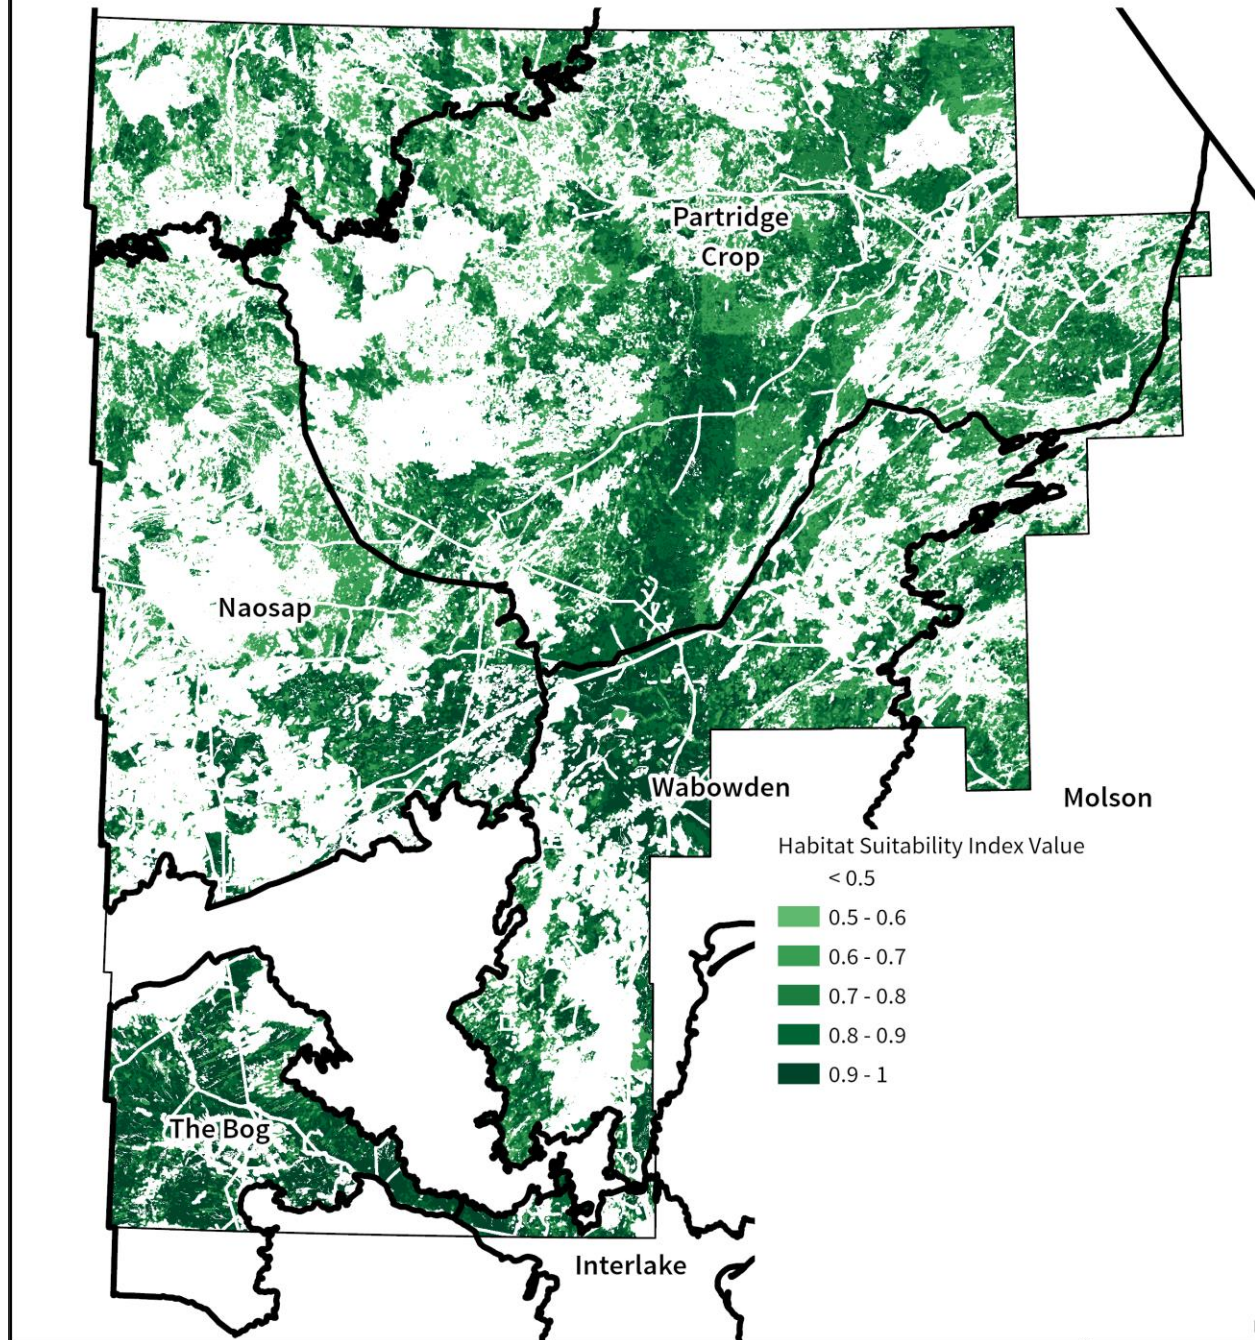 Partridge
Crop
Naosap
Wabowden
Molson
Habitat Suitability Index Value
< 0.5
0.5 - 0.6
0.6 - 0.7
0.7 - 0.8
0.8 - 0.9
0.9 - 1
The Bog
Interlake